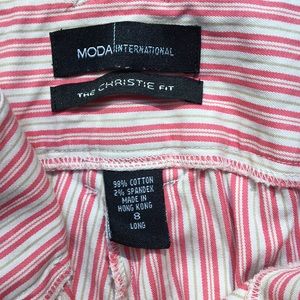 MODA INTERNATIONAL
THE CHRISTIE FIT
98% COTTON
2% SPANDEX
MADE IN
HONG KONG
8
LONG